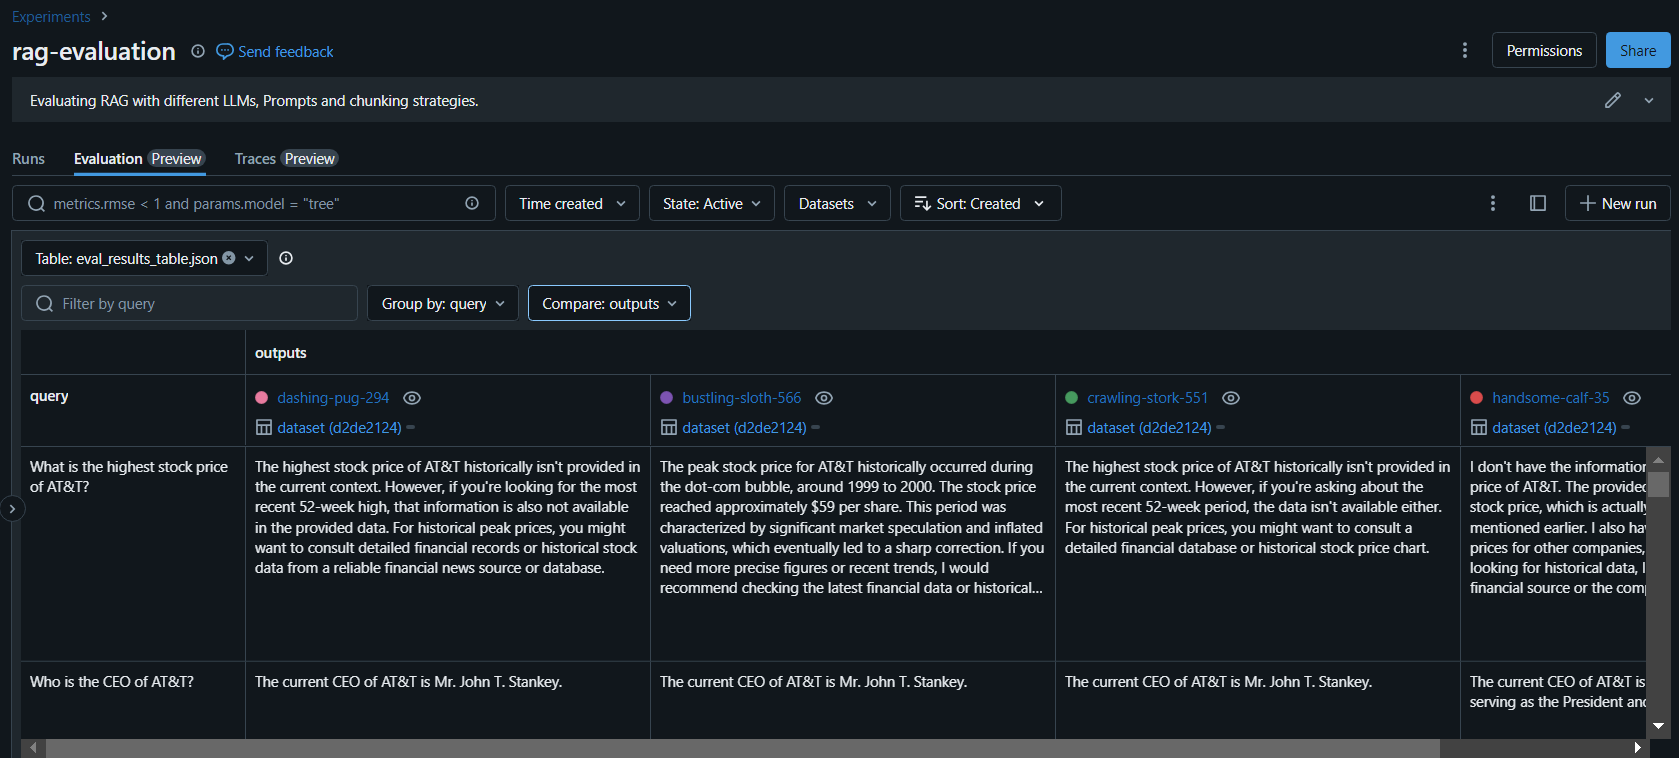 Experiments
rag-evaluation
Send feedback
Permissions
Share
Evaluating RAG with different LLMs, Prompts and chunking strategies.
Runs
Evaluation Preview
Traces Preview
metrics.rmse < 1 and params.model = "tree"
Time created
State: Active
Datasets
Sort: Created
New run
Table: eval_results_table.json
Filter by query
Group by: query
Compare: outputs
outputs
query
dashing-pug-294
dataset (d2de2124)
bustling-sloth-566
dataset (d2de2124)
crawling-stork-551
dataset (d2de2124)
handsome-calf-35
dataset (d2de2124)
What is the highest stock price
of AT&T?
The highest stock price of AT&T historically isn't provided in
the current context. However, if you're looking for the most
recent 52-week high, that information is also not available
in the provided data. For historical peak prices, you might
want to consult detailed financial records or historical stock
data from a reliable financial news source or database.
The peak stock price for AT&T historically occurred during
the dot-com bubble, around 1999 to 2000. The stock price
reached approximately $59 per share. This period was
characterized by significant market speculation and inflated
valuations, which eventually led to a sharp correction. If you
need more precise figures or recent trends, I would
recommend checking the latest financial data or historical...
The highest stock price of AT&T historically isn't provided in
the current context. However, if you're asking about the
most recent 52-week period, the data isn't available either.
For historical peak prices, you might want to consult a
detailed financial database or historical stock price chart.
I don't have the information
price of AT&T. The provided
stock price, which is actually
mentioned earlier. I also
prices for other companies,
looking for historical data, I
financial source or the
Who is the CEO of AT&T?
The current CEO of AT&T is Mr. John T. Stankey.
The current CEO of AT&T is Mr. John T. Stankey.
The current CEO of AT&T is Mr. John T. Stankey.
The current CEO of AT&T is
serving as the President and